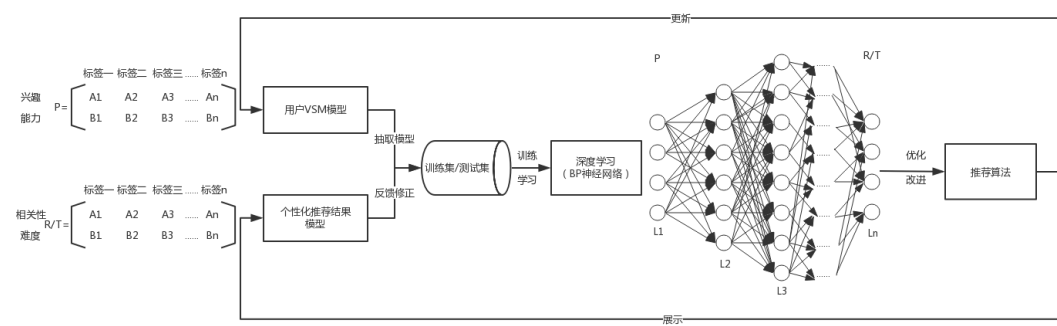 更新
标签一 标签二 标签三 ...... 标签n
兴趣 A1 A2 A3 ...... An
P=
能力 B1 B2 B3 ...... Bn
用户VSM模型
抽取模型
训练集/测试集
反馈修正
标签一 标签二 标签三 ...... 标签n
相关性 A1 A2 A3 ...... An
R/T=
难度 B1 B2 B3 ...... Bn
个性化推荐结果
模型
训练
学习
深度学习
(BP神经网络)
P
R/T
......
......
......
......
......
......
......
L1
L2
L3
Ln
优化
改进
推荐算法
展示